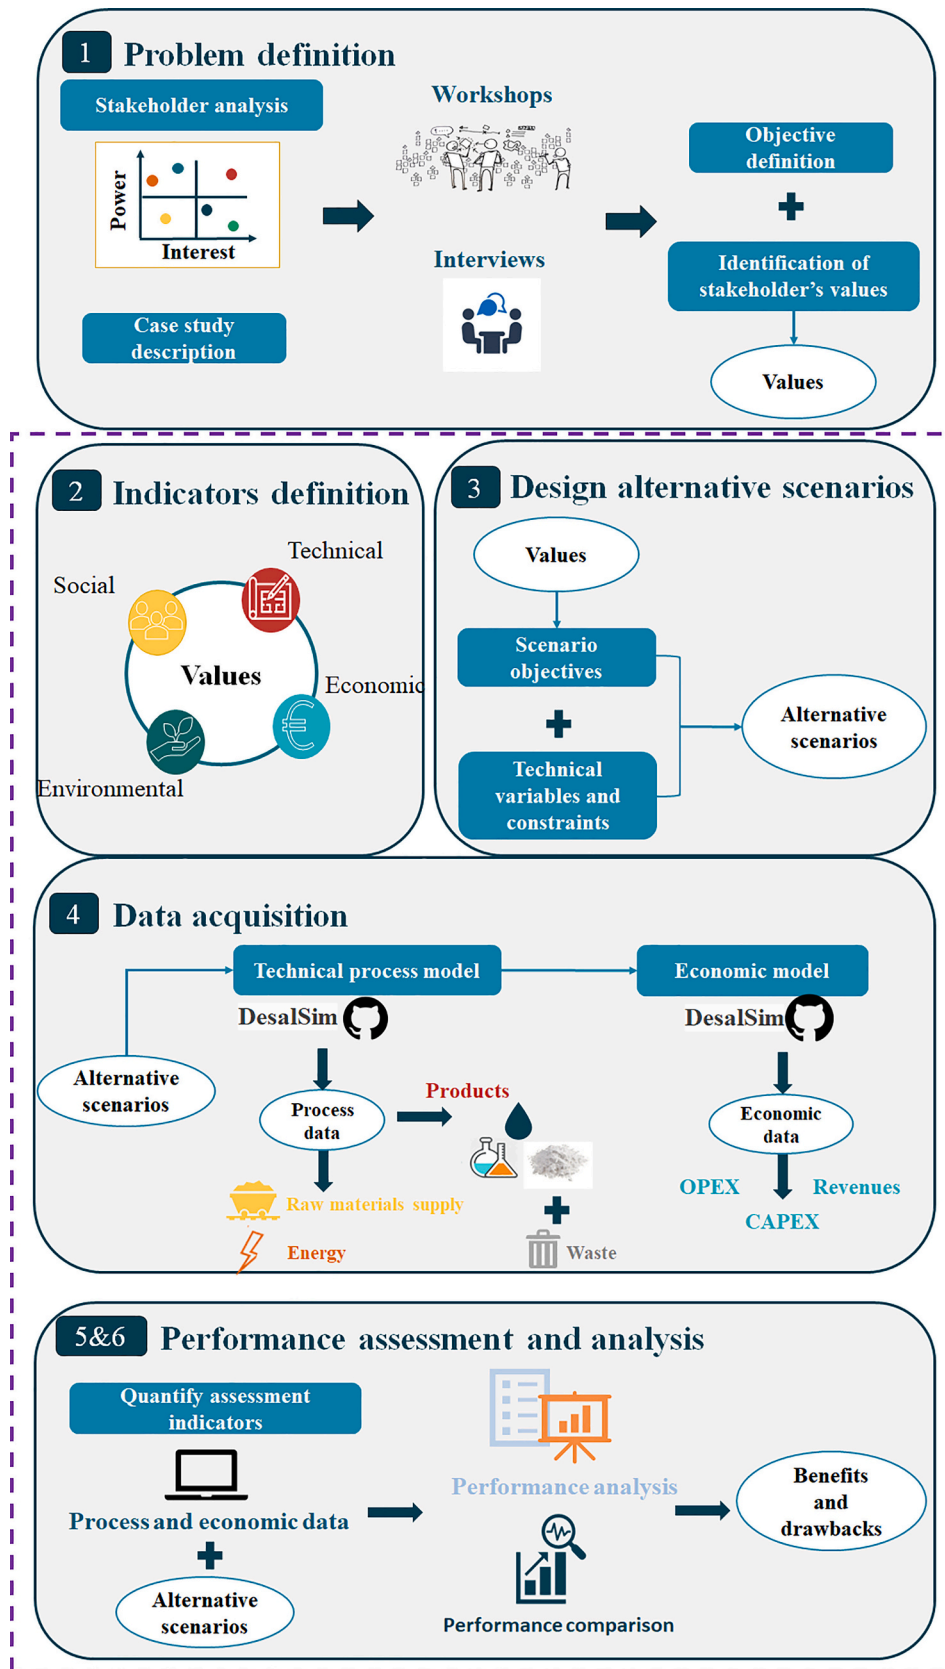 1 Problem definition
Stakeholder analysis
Power
Interest
Case study
description
Workshops
Interviews
Objective
definition
Identification of
stakeholder's values
Values
2 Indicators definition
Technical
Social
Values
Economic
Environmental
3 Design alternative scenarios
Values
Scenario
objectives
Technical
variables and
constraints
Alternative
scenarios
4 Data acquisition
Technical process model
Economic model
DesalSim
DesalSim
Alternative
scenarios
Process
data
Products
Economic
data
Raw materials supply
Energy
Waste
OPEX
Revenues
CAPEX
5&6 Performance assessment and analysis
Quantify assessment
indicators
Process and economic data
Alternative
scenarios
Performance analysis
Performance comparison
Benefits
and
drawbacks